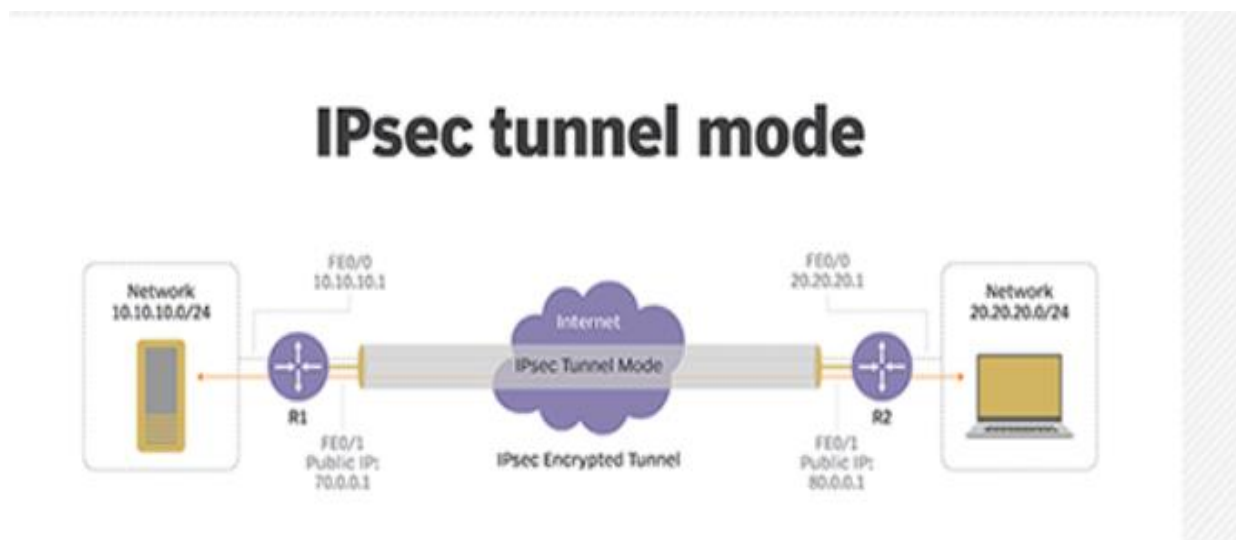 IPsec tunnel mode
FE0/0
10.10.10.1
FE0/0
20.20.20.1
Network
10.10.10.0/24
Internet
Network
20.20.20.0/24
IPsec Tunnel Mode
R1
R2
FE0/1
Public IP:
70.0.0.1
IPsec Encrypted Tunnel
FE0/1
Public IP:
80.0.0.1